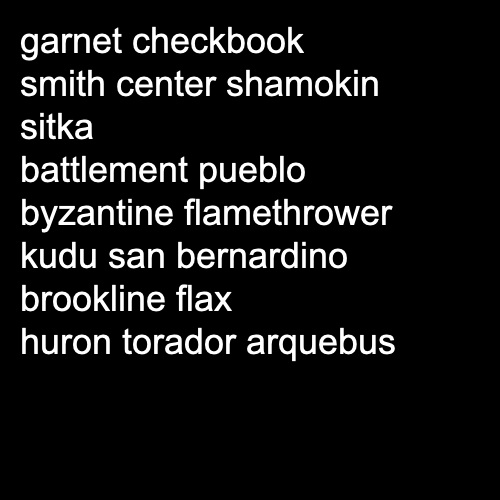 garnet checkbook
smith center shamokin
sitka
battlement pueblo
byzantine flamethrower
kudu san bernardino
brookline flax
huron torador arquebus